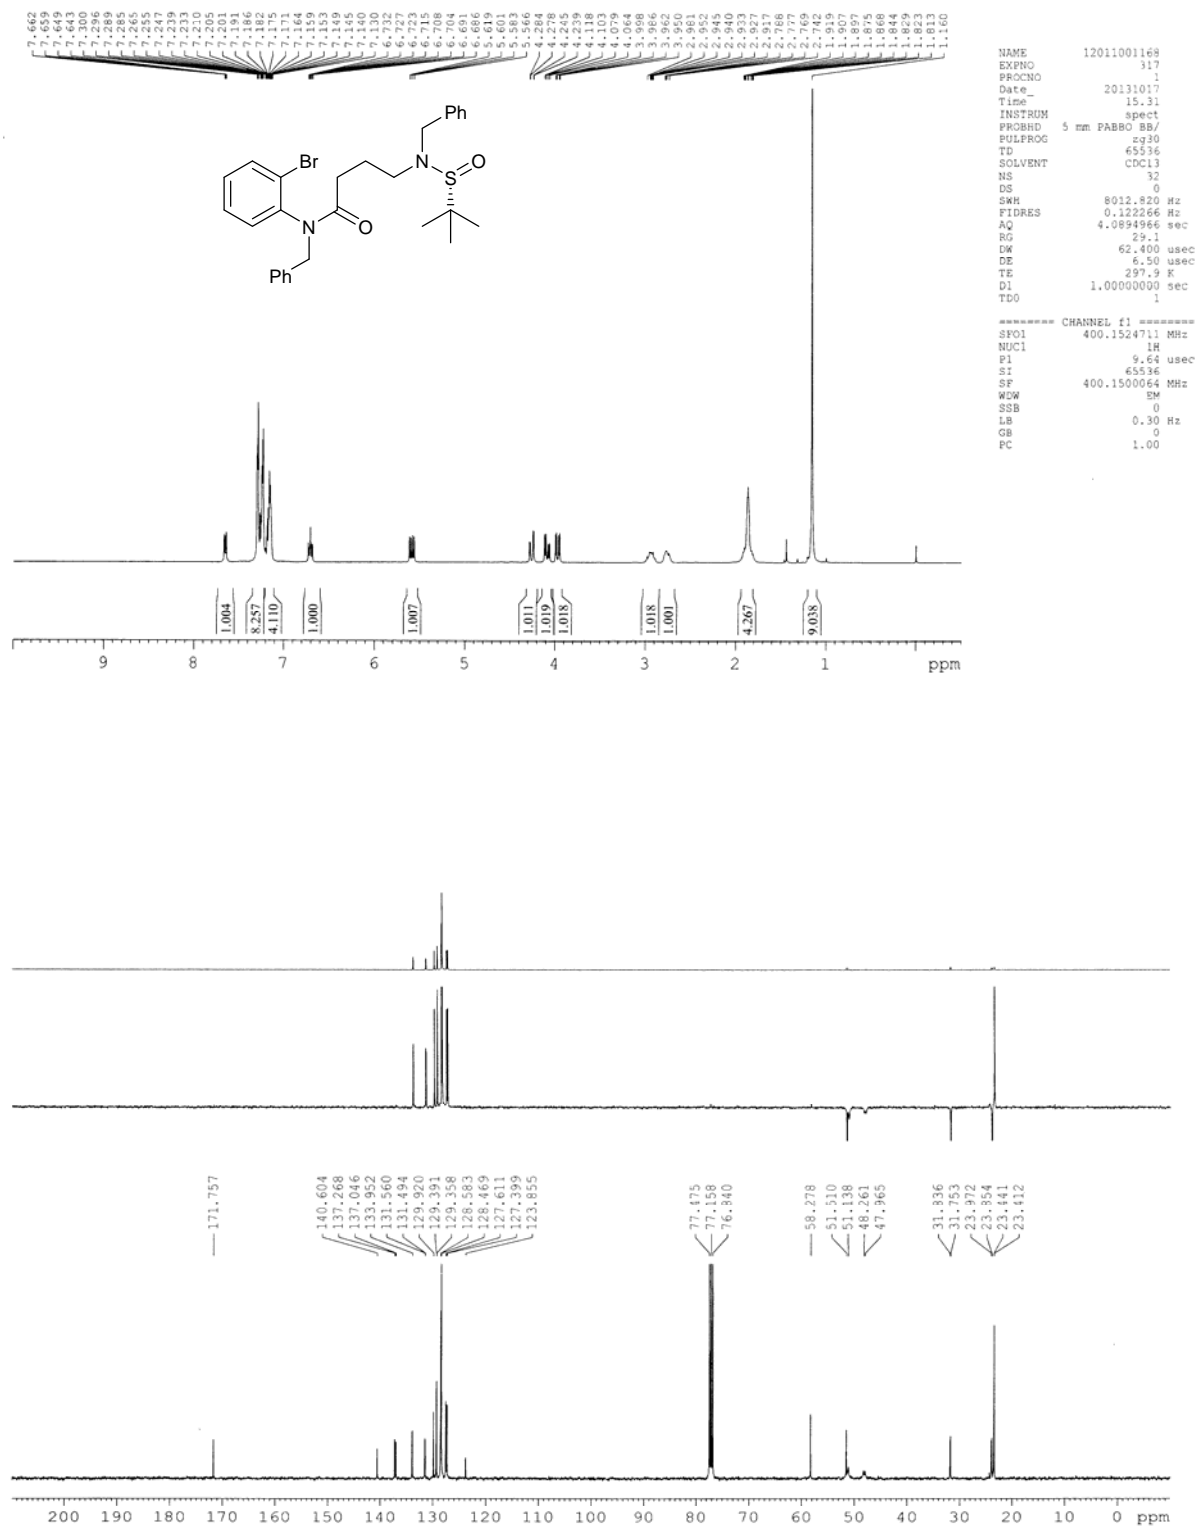 7.662
7.659
7.649
7.643
7.300
7.296
7.289
7.285
7.265
7.255
7.247
7.239
7.233
7.210
7.205
7.201
7.191
7.186
7.182
7.175
7.171
7.164
7.159
7.153
7.149
7.145
7.140
7.130
6.732
6.727
6.723
6.715
6.708
6.704
6.691
6.686
5.619
5.601
5.583
5.566
4.284
4.278
4.245
4.239
4.118
4.103
4.079
4.064
3.998
3.986
3.962
3.950
2.981
2.952
2.945
2.940
2.933
2.927
2.917
2.788
2.777
2.769
2.742
1.919
1.907
1.897
1.875
1.868
1.844
1.829
1.823
1.813
1.160
NAME 12011001168
EXPNO 317
PROCNO 1
Date_ 20131017
Time 15.31
INSTRUM spect
PROBHD 5 mm PABBO BB/
PULPROG zg30
TD 65536
SOLVENT CDCl3
NS 32
DS 0
SWH 8012.820 Hz
FIDRES 0.122266 Hz
AQ 4.0894966 sec
RG 29.1
DW 62.400 usec
DE 6.50 usec
TE 297.9 K
D1 1.00000000 sec
TD0 1
======== CHANNEL f1 ========
SFO1 400.1524711 MHz
NUC1 1H
P1 9.64 usec
SI 65536
SF 400.1500064 MHz
WDW EM
SSB 0
LB 0.30 Hz
GB 0
PC 1.00
Ph
Br
N
O
S
N
O
Ph
1.004
8.257
4.110
1.000
1.007
1.011
1.019
1.018
1.018
1.001
4.267
9.038
9 8 7 6 5 4 3 2 1 ppm
171.757
140.604
137.268
137.046
133.952
131.560
131.494
129.920
129.391
129.358
128.583
128.469
127.611
127.399
123.855
77.475
77.158
76.840
58.278
51.510
51.138
48.261
47.965
31.836
31.753
23.972
23.854
23.441
23.412
200 190 180 170 160 150 140 130 120 110 100 90 80 70 60 50 40 30 20 10 0 ppm